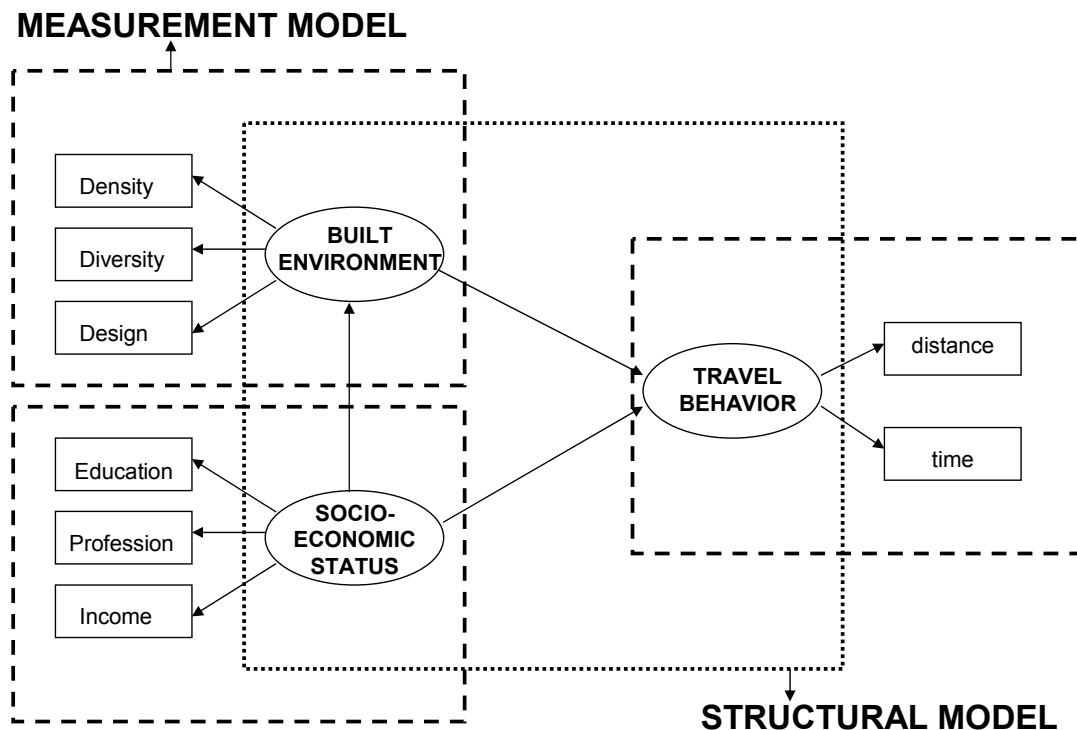 MEASUREMENT MODEL
Density
Diversity
Design
BUILT
ENVIRONMENT
Education
Profession
Income
SOCIO-
ECONOMIC
STATUS
TRAVEL
BEHAVIOR
distance
time
STRUCTURAL MODEL